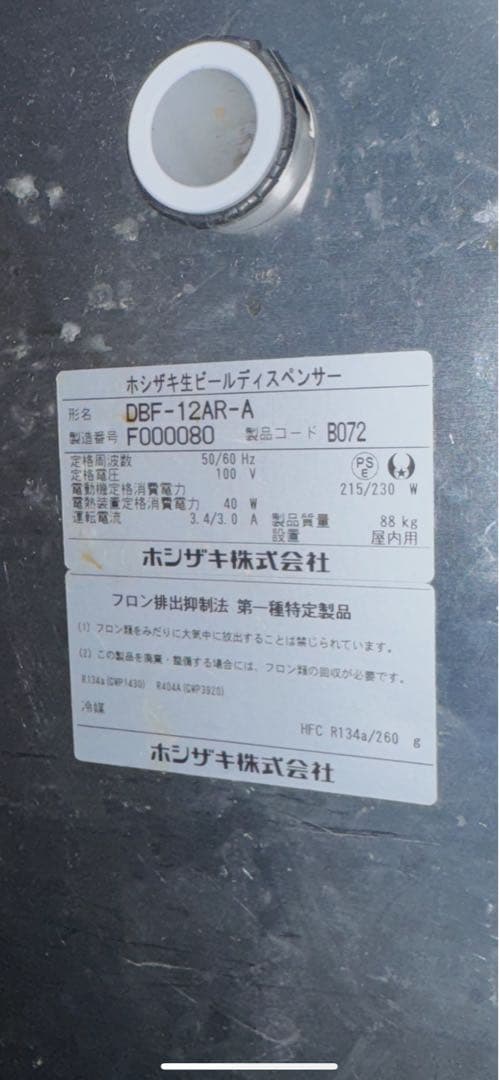 ホシザキ生ビールディスペンサー
形名 DBF-12AR-A
製造番号 F000080 製品コード B072
定格周波数 50/60 Hz
定格電圧 100 V
電動機定格消費電力 215/230 W
電熱装置定格消費電力 40 W
運転電流 3.4/3.0 A 製品質量 88 kg
設置 屋内用
PS E
ホシザキ株式会社
フロン排出抑制法 第一種特定製品
(1) フロン類をみだりに大気中に放出することは禁じられています。
(2) この製品を廃棄・整備する場合には、フロン類の回収が必要です。
R134a(GWP1430) R404A(GWP3920)
冷媒 HFC R134a/260 g
ホシザキ株式会社